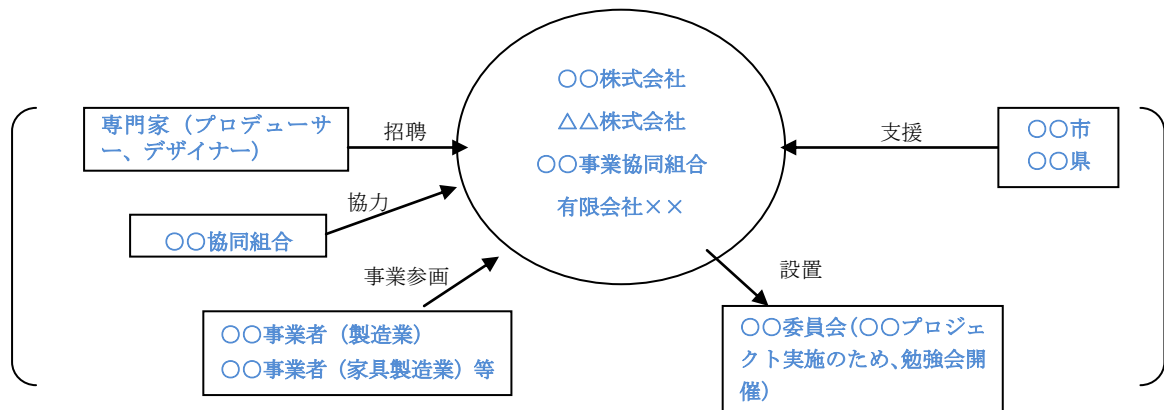 ○○株式会社
△△株式会社
○○事業協同組合
有限会社××
専門家（プロデューサ
ー、デザイナー）
招聘
支援
○○市
○○県
協力
○○協同組合
事業参画
設置
○○事業者（製造業）
○○事業者（家具製造業）等
○○委員会（○○プロジェ
クト実施のため、勉強会開
催）